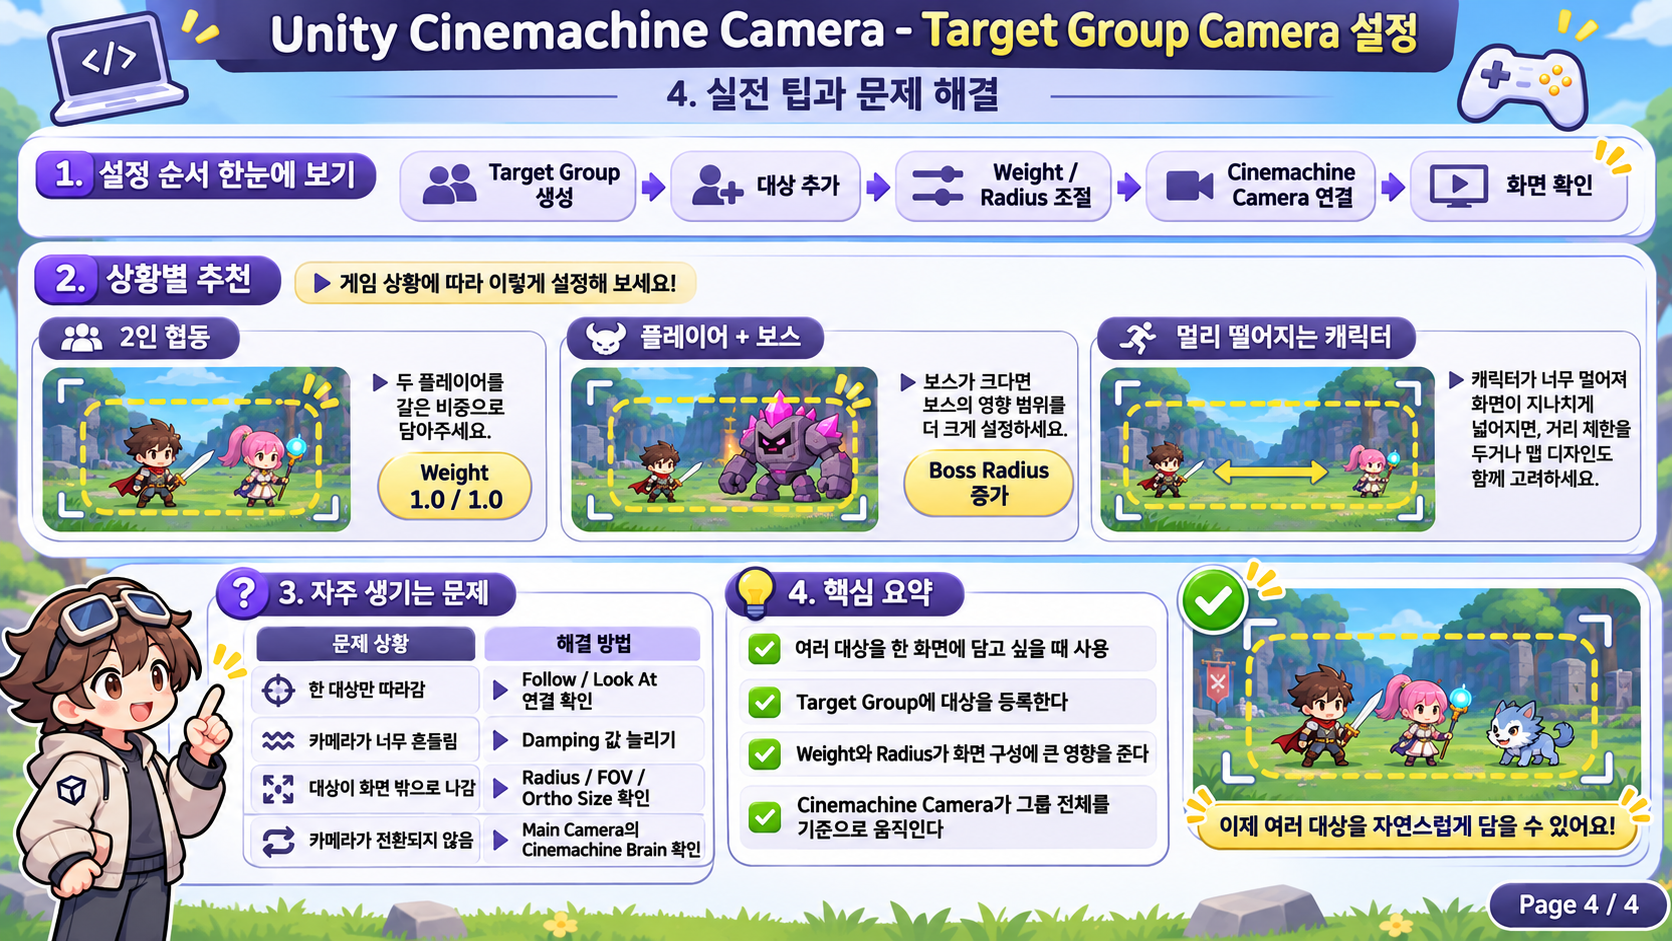 </>
Unity Cinemachine Camera - Target Group Camera 설정
4. 실전 팁과 문제 해결
1. 설정 순서 한눈에 보기
Target Group
생성
대상 추가
Weight /
Radius 조절
Cinemachine
Camera 연결
화면 확인
2. 상황별 추천
게임 상황에 따라 이렇게 설정해 보세요!
2인 협동
두 플레이어를
같은 비중으로
담아주세요.
Weight
1.0 / 1.0
플레이어 + 보스
보스가 크다면
보스의 영향 범위를
더 크게 설정하세요.
Boss Radius
증가
멀리 떨어지는 캐릭터
캐릭터가 너무 멀어져
화면이 지나치게
넓어지면, 거리 제한을
두거나 맵 디자인도
함께 고려하세요.
? 3. 자주 생기는 문제
문제 상황
해결 방법
한 대상만 따라감
Follow / Look At
연결 확인
카메라가 너무 흔들림
Damping 값 늘리기
대상이 화면 밖으로 나감
Radius / FOV /
Ortho Size 확인
카메라가 전환되지 않음
Main Camera의
Cinemachine Brain 확인
4. 핵심 요약
여러 대상을 한 화면에 담고 싶을 때 사용
Target Group에 대상을 등록한다
Weight와 Radius가 화면 구성에 큰 영향을 준다
Cinemachine Camera가 그룹 전체를
기준으로 움직인다
이제 여러 대상을 자연스럽게 담을 수 있어요!
Page 4 / 4